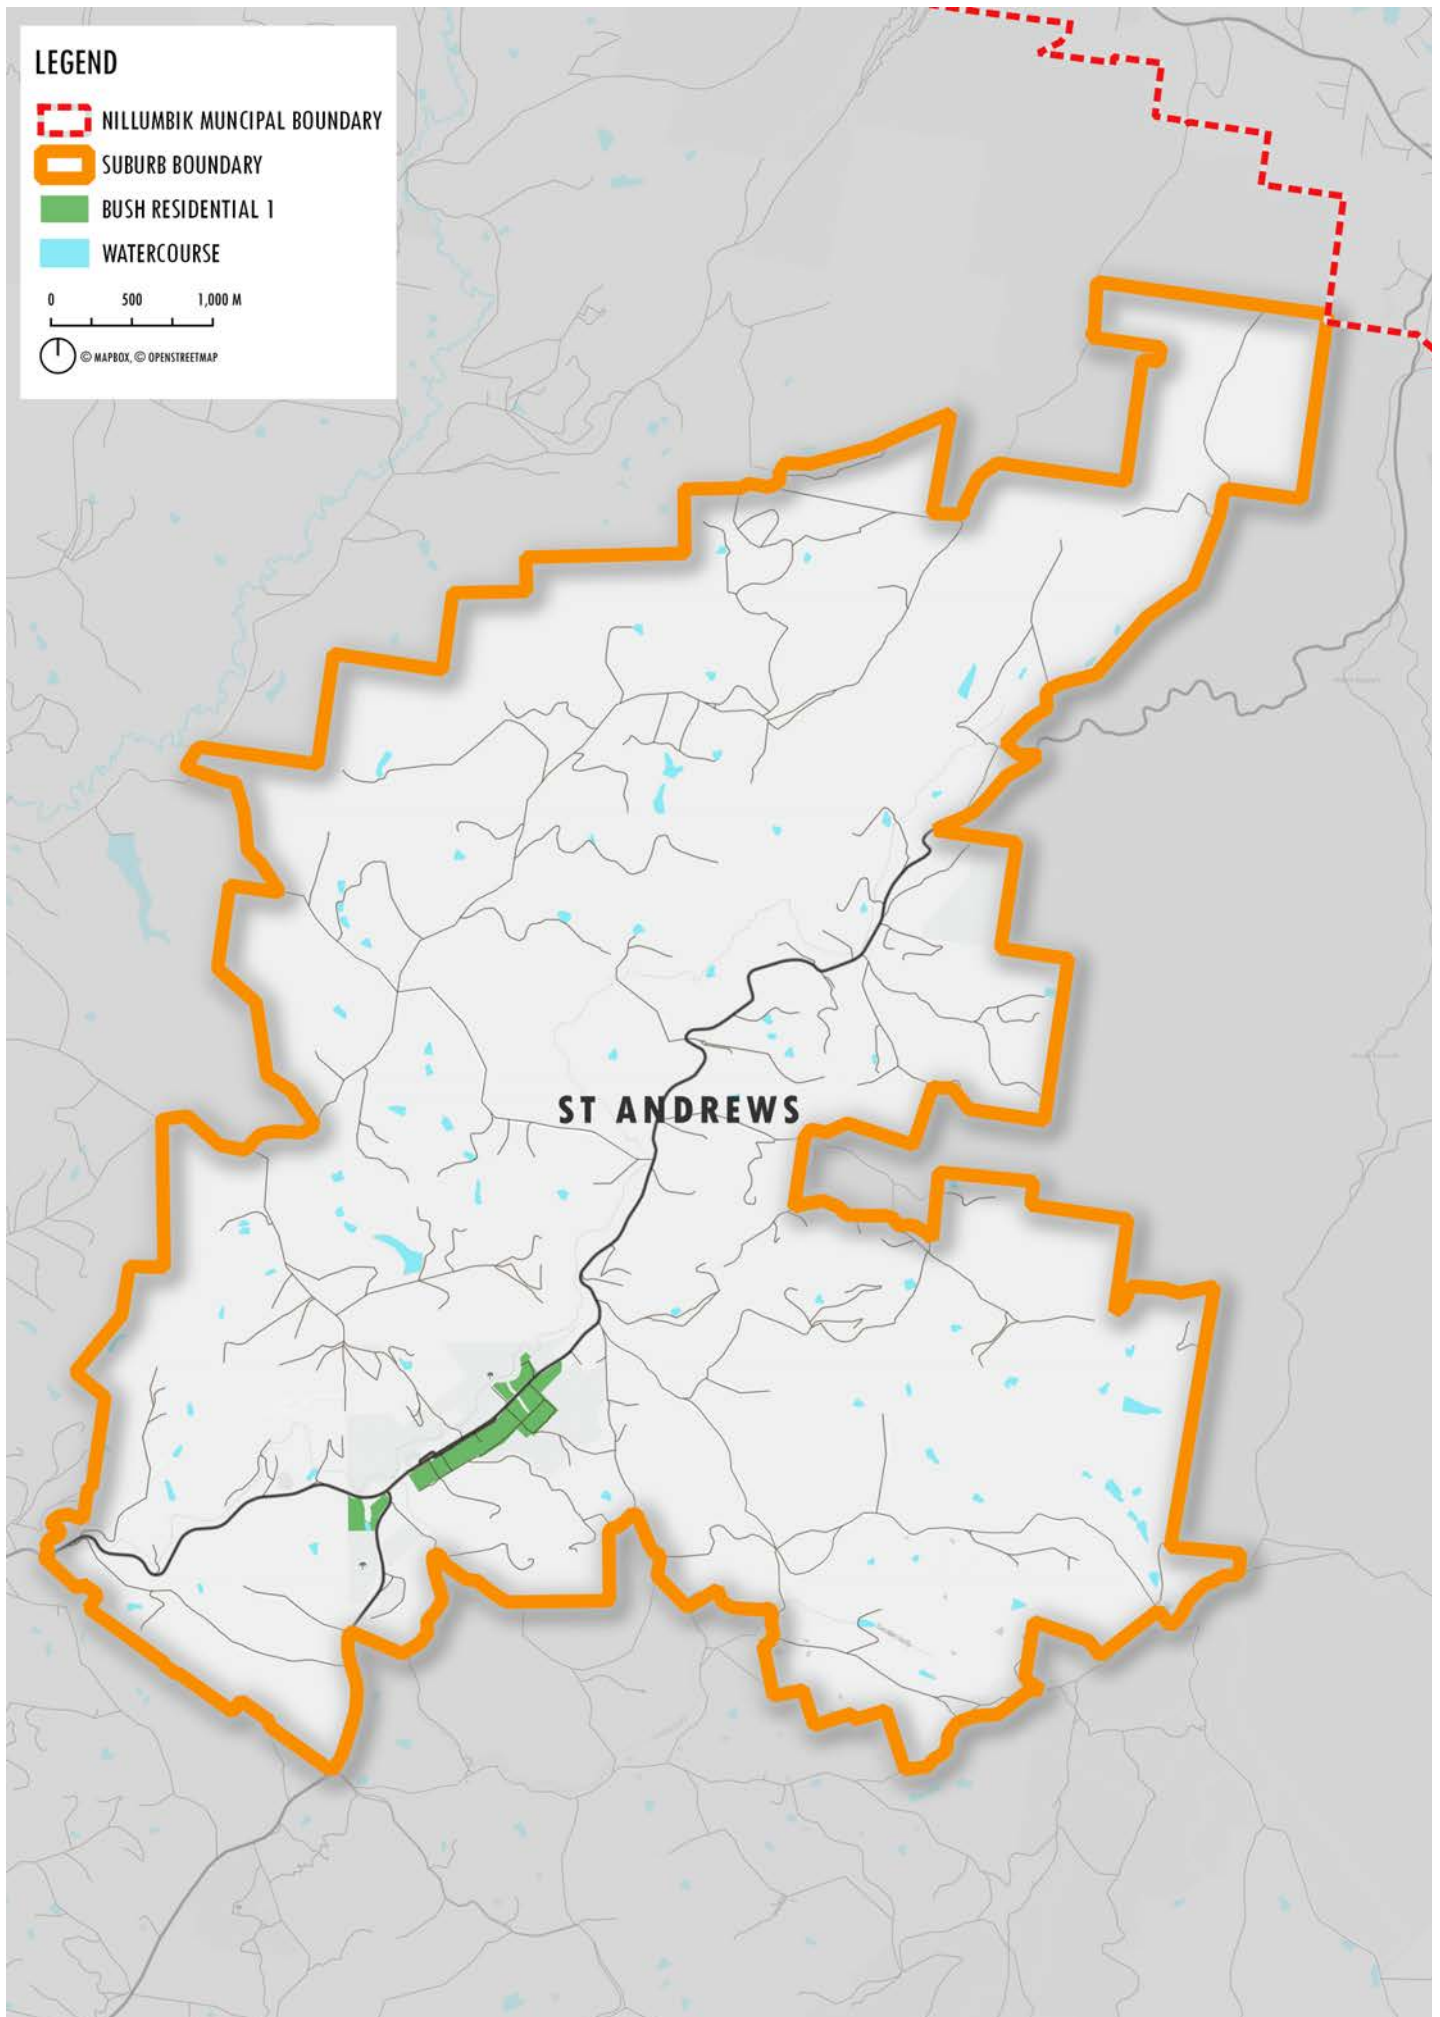 LEGEND
NILLUMBIK MUNCIPAL BOUNDARY
SUBURB BOUNDARY
BUSH RESIDENTIAL 1
WATERCOURSE
0 500 1,000 M
© MAPBOX, © OPENSTREETMAP
ST ANDREWS